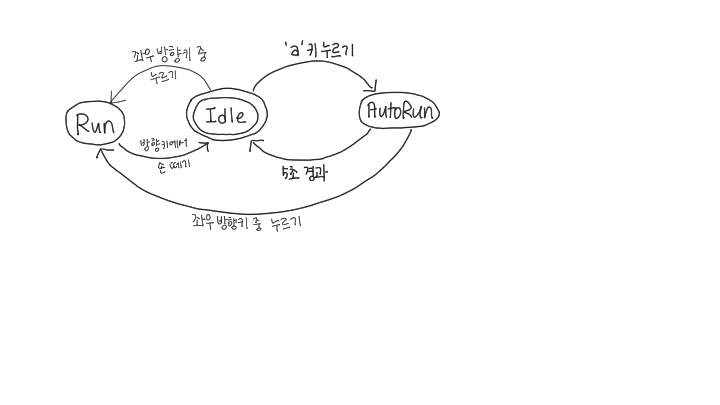 좌우 방향키 중
누르기
'a'키 누르기
Run
Idle
AutoRun
방향키에서
손 떼기
5초 경과
좌우 방향키 중 누르기